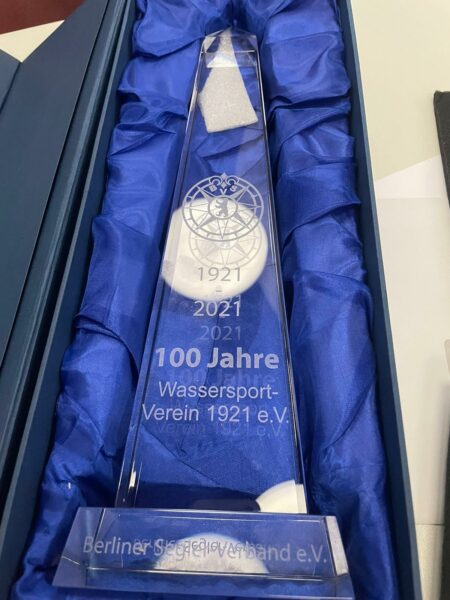 B S V
1921
-
2021
100 Jahre
Wassersport-
Verein 1921 e.V.
Berliner Segler-Verband e.V.